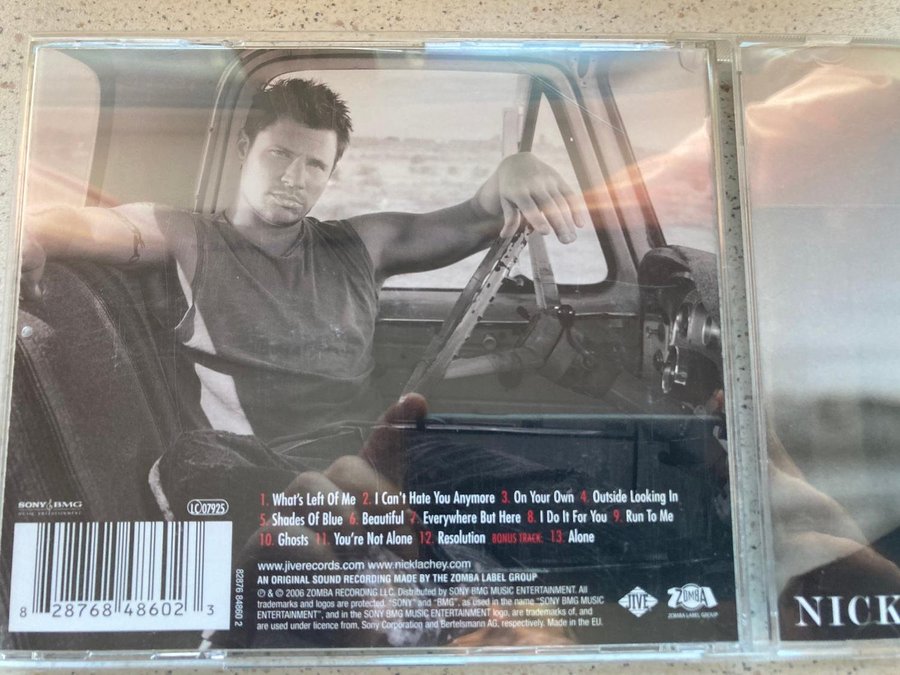 1. What's Left Of Me 2. I Can't Hate You Anymore 3. On Your Own 4. Outside Looking In
5. Shades Of Blue 6. Beautiful 7. Everywhere But Here 8. I Do It For You 9. Run To Me
10. Ghosts 11. You're Not Alone 12. Resolution BONUS TRACK: 13. Alone
SONY BMG
MUSIC ENTERTAINMENT
LC 07925
8 28768 48602 3
82876 84860 2
www.jiverecords.com www.nicklachey.com
AN ORIGINAL SOUND RECORDING MADE BY THE ZOMBA LABEL GROUP
℗ & © 2006 ZOMBA RECORDING LLC. Distributed by SONY BMG MUSIC ENTERTAINMENT. All
trademarks and logos are protected. "SONY" and "BMG", as used in the name "SONY BMG MUSIC
ENTERTAINMENT", and in the SONY BMG MUSIC ENTERTAINMENT logo, are trademarks of, and
are used under licence from, Sony Corporation and Bertelsmann AG, respectively. Made in the EU.
JIVE
ZOMBA
ZOMBA LABEL GROUP
NICK